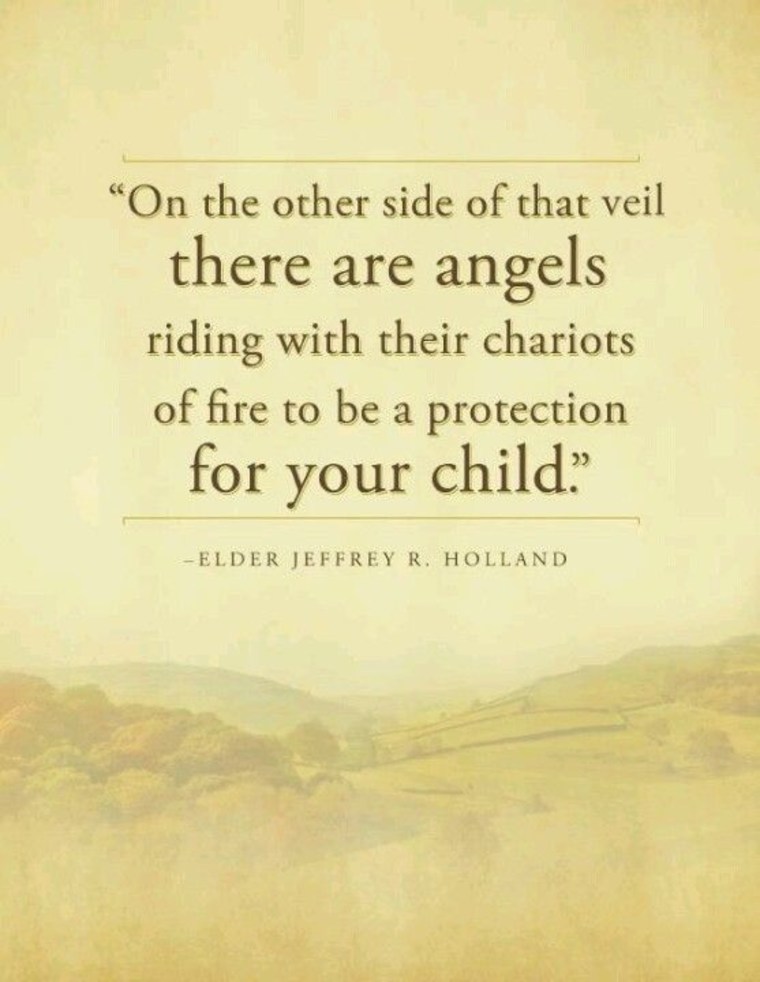 “On the other side of that veil
there are angels
riding with their chariots
of fire to be a protection
for your child.”
–ELDER JEFFREY R. HOLLAND